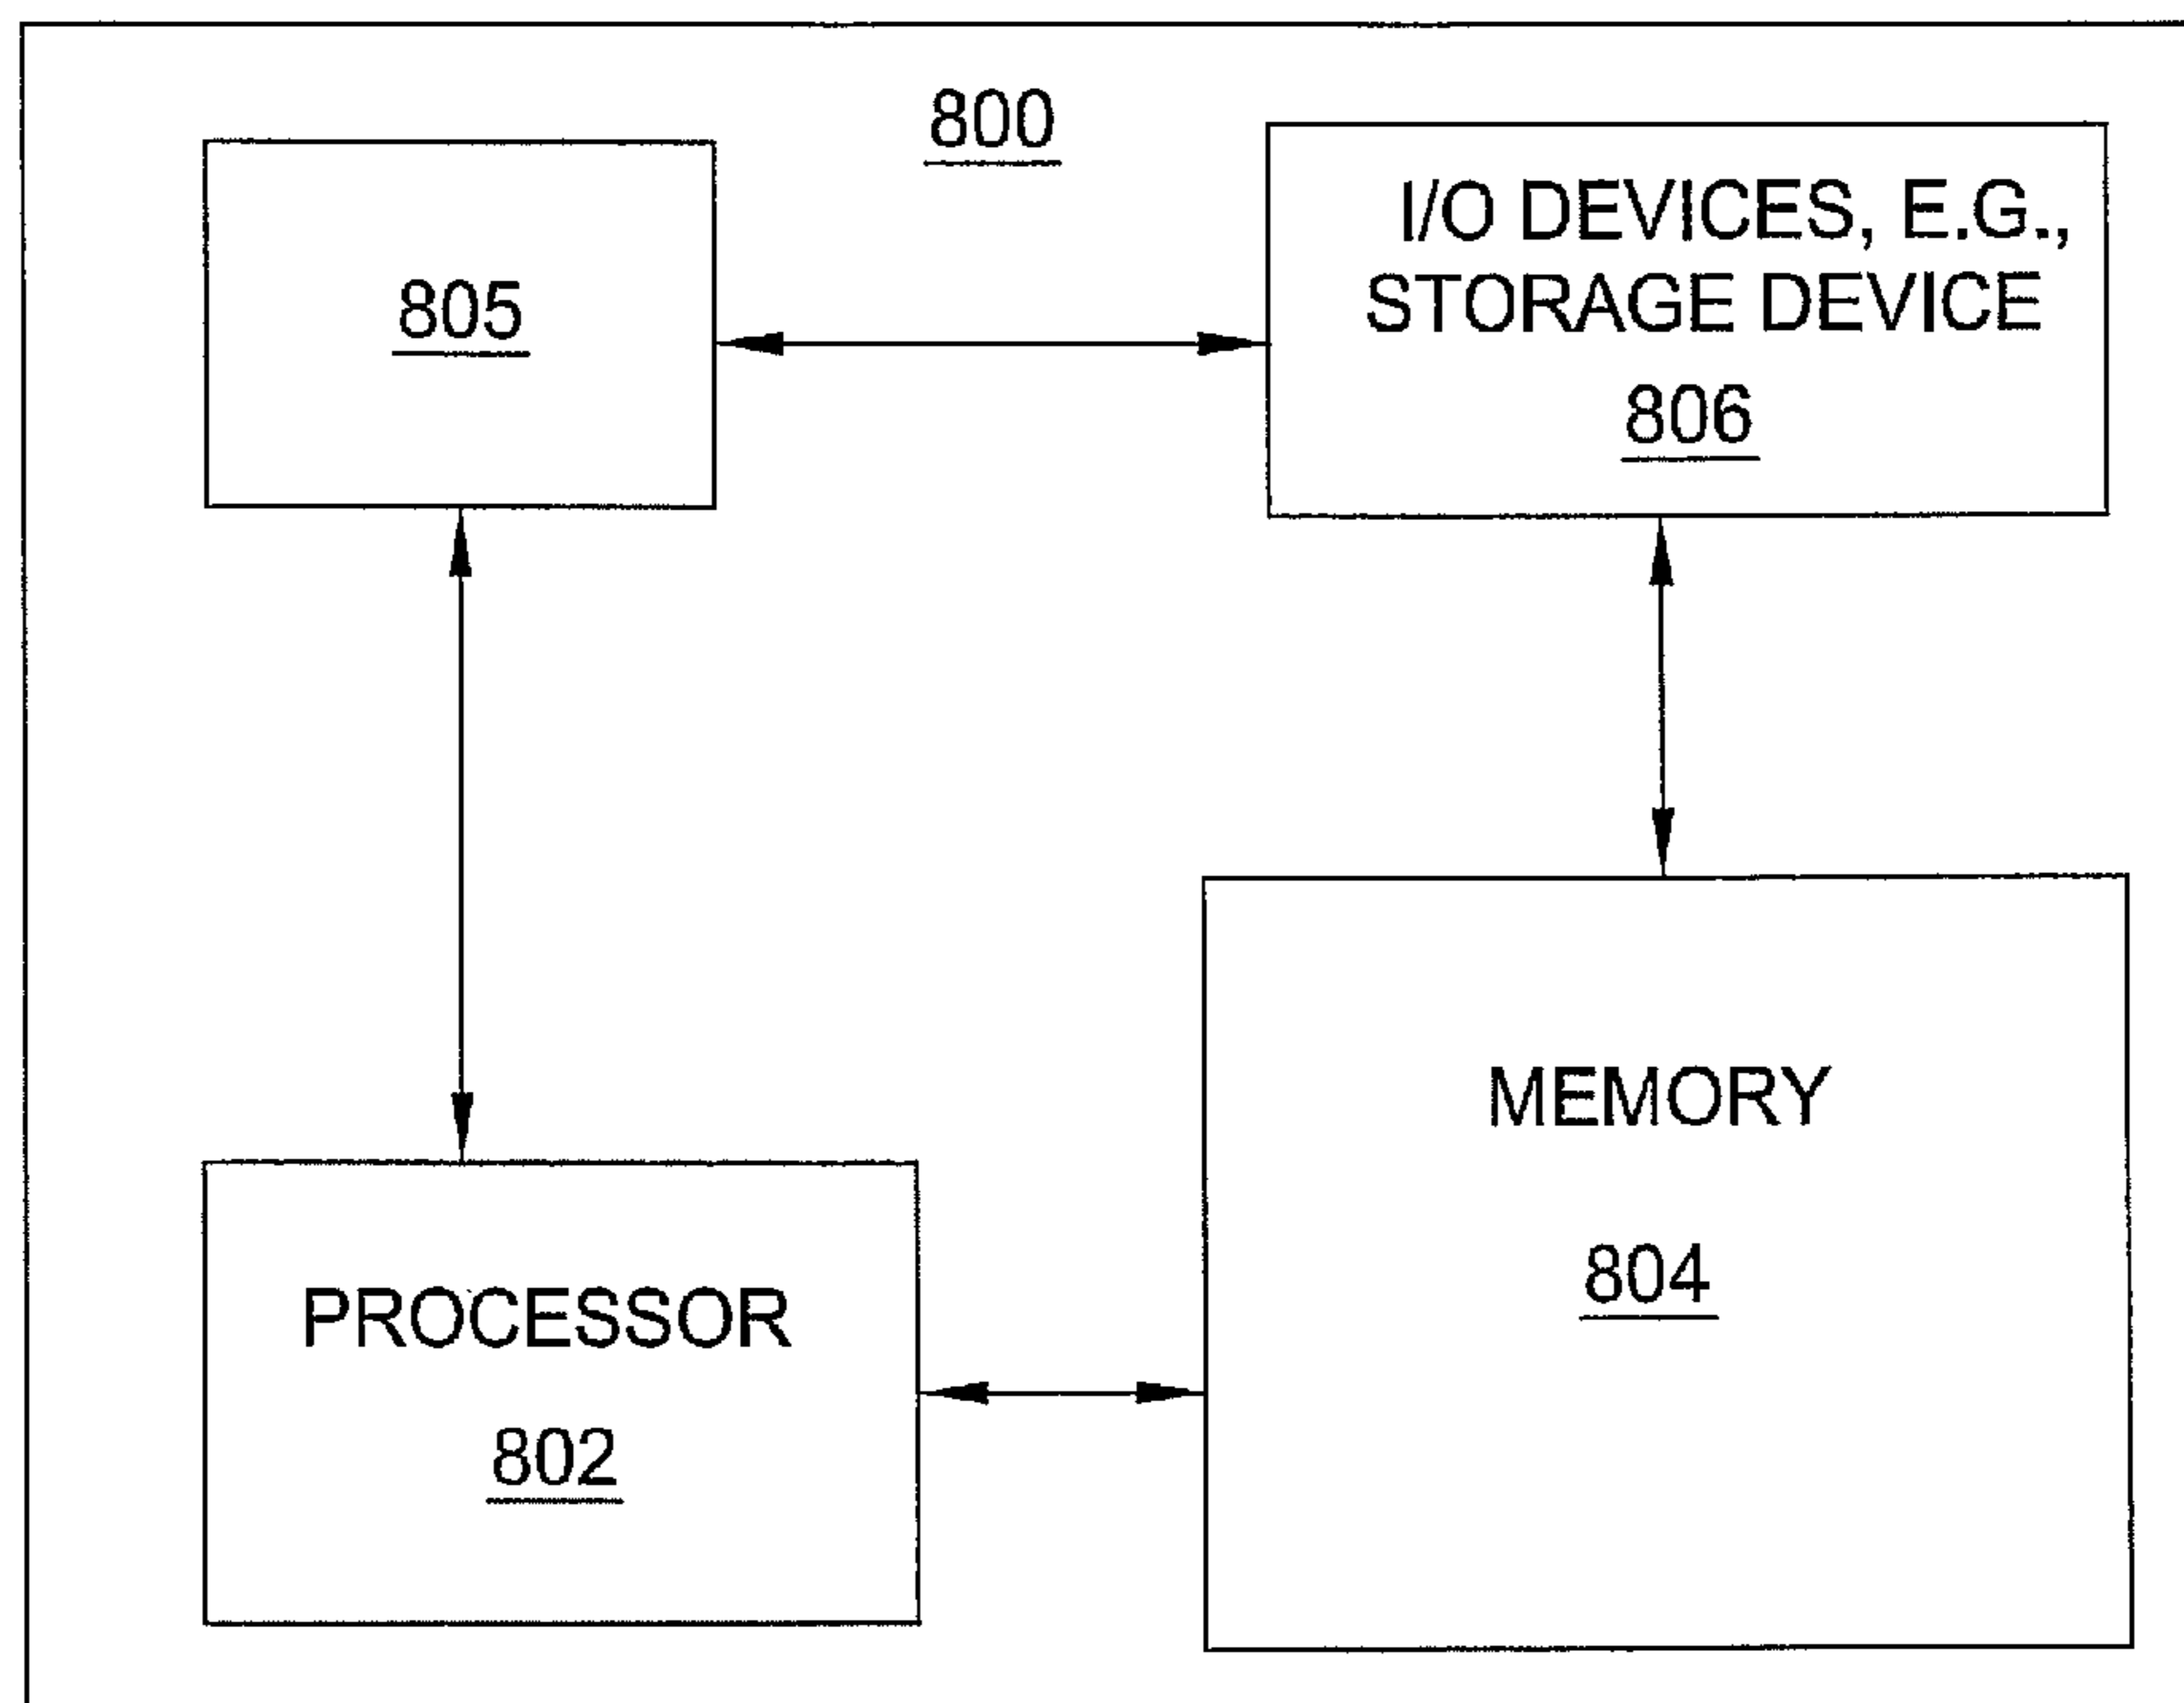 800
805
I/O DEVICES, E.G.,
STORAGE DEVICE
806
MEMORY
804
PROCESSOR
802